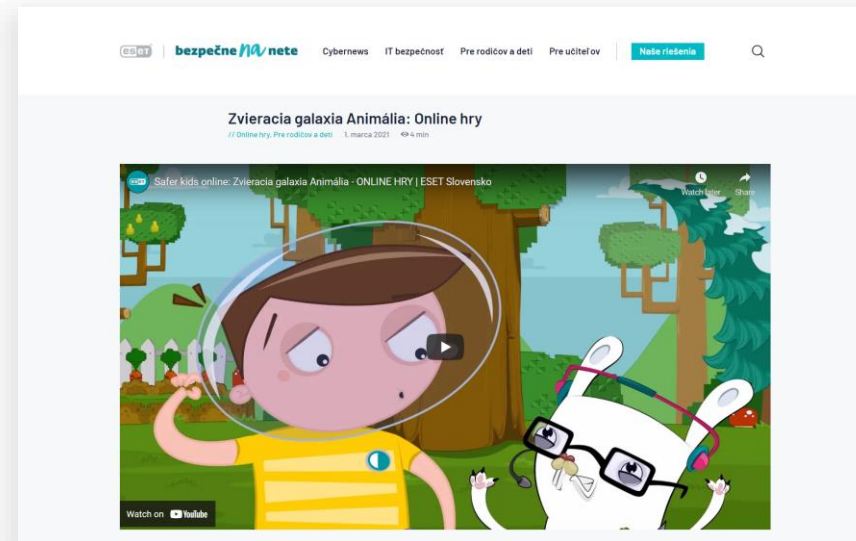 eset bezpečne na nete Cybernews IT bezpečnosť Pre rodičov a deti Pre učiteľov Naše riešenia
Zvieracia galaxia Animália: Online hry
// Online hry, Pre rodičov a deti 1. marca 2021 4 min
eset Safer kids online: Zvieracia galaxia Animália - ONLINE HRY | ESET Slovensko
Watch later Share
Watch on YouTube